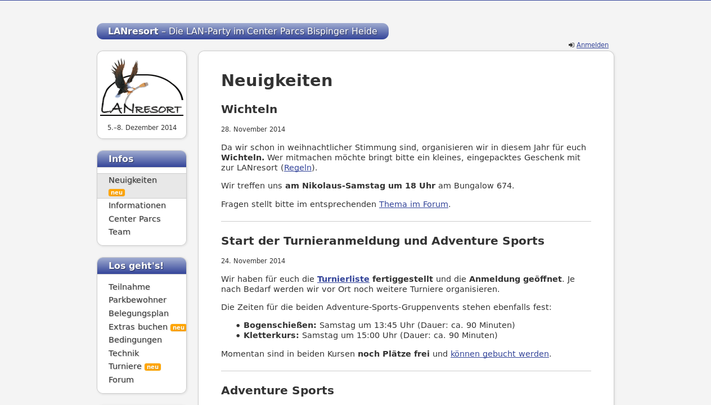 LANresort – Die LAN-Party im Center Parcs Bispinger Heide
Anmelden
LANRESORT
5.–8. Dezember 2014
Infos
Neuigkeiten
neu
Informationen
Center Parcs
Team
Los geht's!
Teilnahme
Parkbewohner
Belegungsplan
Extras buchen neu
Bedingungen
Technik
Turniere neu
Forum
Neuigkeiten
Wichteln
28. November 2014
Da wir schon in weihnachtlicher Stimmung sind, organisieren wir in diesem Jahr für euch
Wichteln. Wer mitmachen möchte bringt bitte ein kleines, eingepacktes Geschenk mit
zur LANresort (Regeln).
Wir treffen uns am Nikolaus-Samstag um 18 Uhr am Bungalow 674.
Fragen stellt bitte im entsprechenden Thema im Forum.
Start der Turnieranmeldung und Adventure Sports
24. November 2014
Wir haben für euch die Turnierliste fertiggestellt und die Anmeldung geöffnet. Je
nach Bedarf werden wir vor Ort noch weitere Turniere organisieren.
Die Zeiten für die beiden Adventure-Sports-Gruppenvents stehen ebenfalls fest:
• Bogenschießen: Samstag um 13:45 Uhr (Dauer: ca. 90 Minuten)
• Kletterkurs: Samstag um 15:00 Uhr (Dauer: ca. 90 Minuten)
Momentan sind in beiden Kursen noch Plätze frei und können gebucht werden.
Adventure Sports